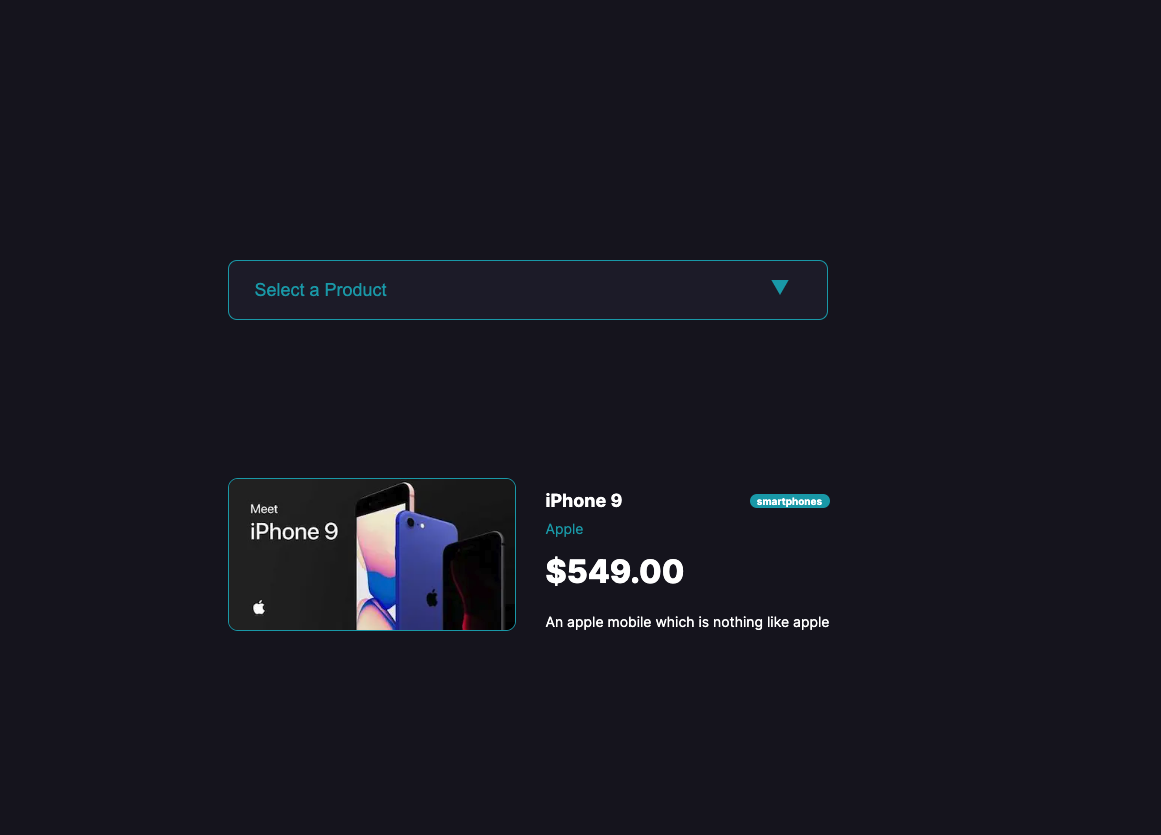 Select a Product
Meet
iPhone 9
iPhone 9
smartphones
Apple
$549.00
An apple mobile which is nothing like apple